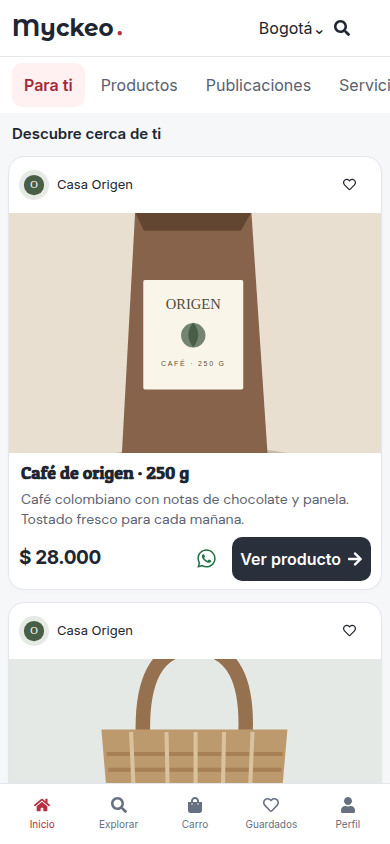 Myckeo.
Bogotá
Para ti Productos Publicaciones Servici
Descubre cerca de ti
O Casa Origen
ORIGEN
CAFÉ · 250 G
Café de origen · 250 g
Café colombiano con notas de chocolate y panela.
Tostado fresco para cada mañana.
$ 28.000 Ver producto →
O Casa Origen
Inicio Explorar Carro Guardados Perfil